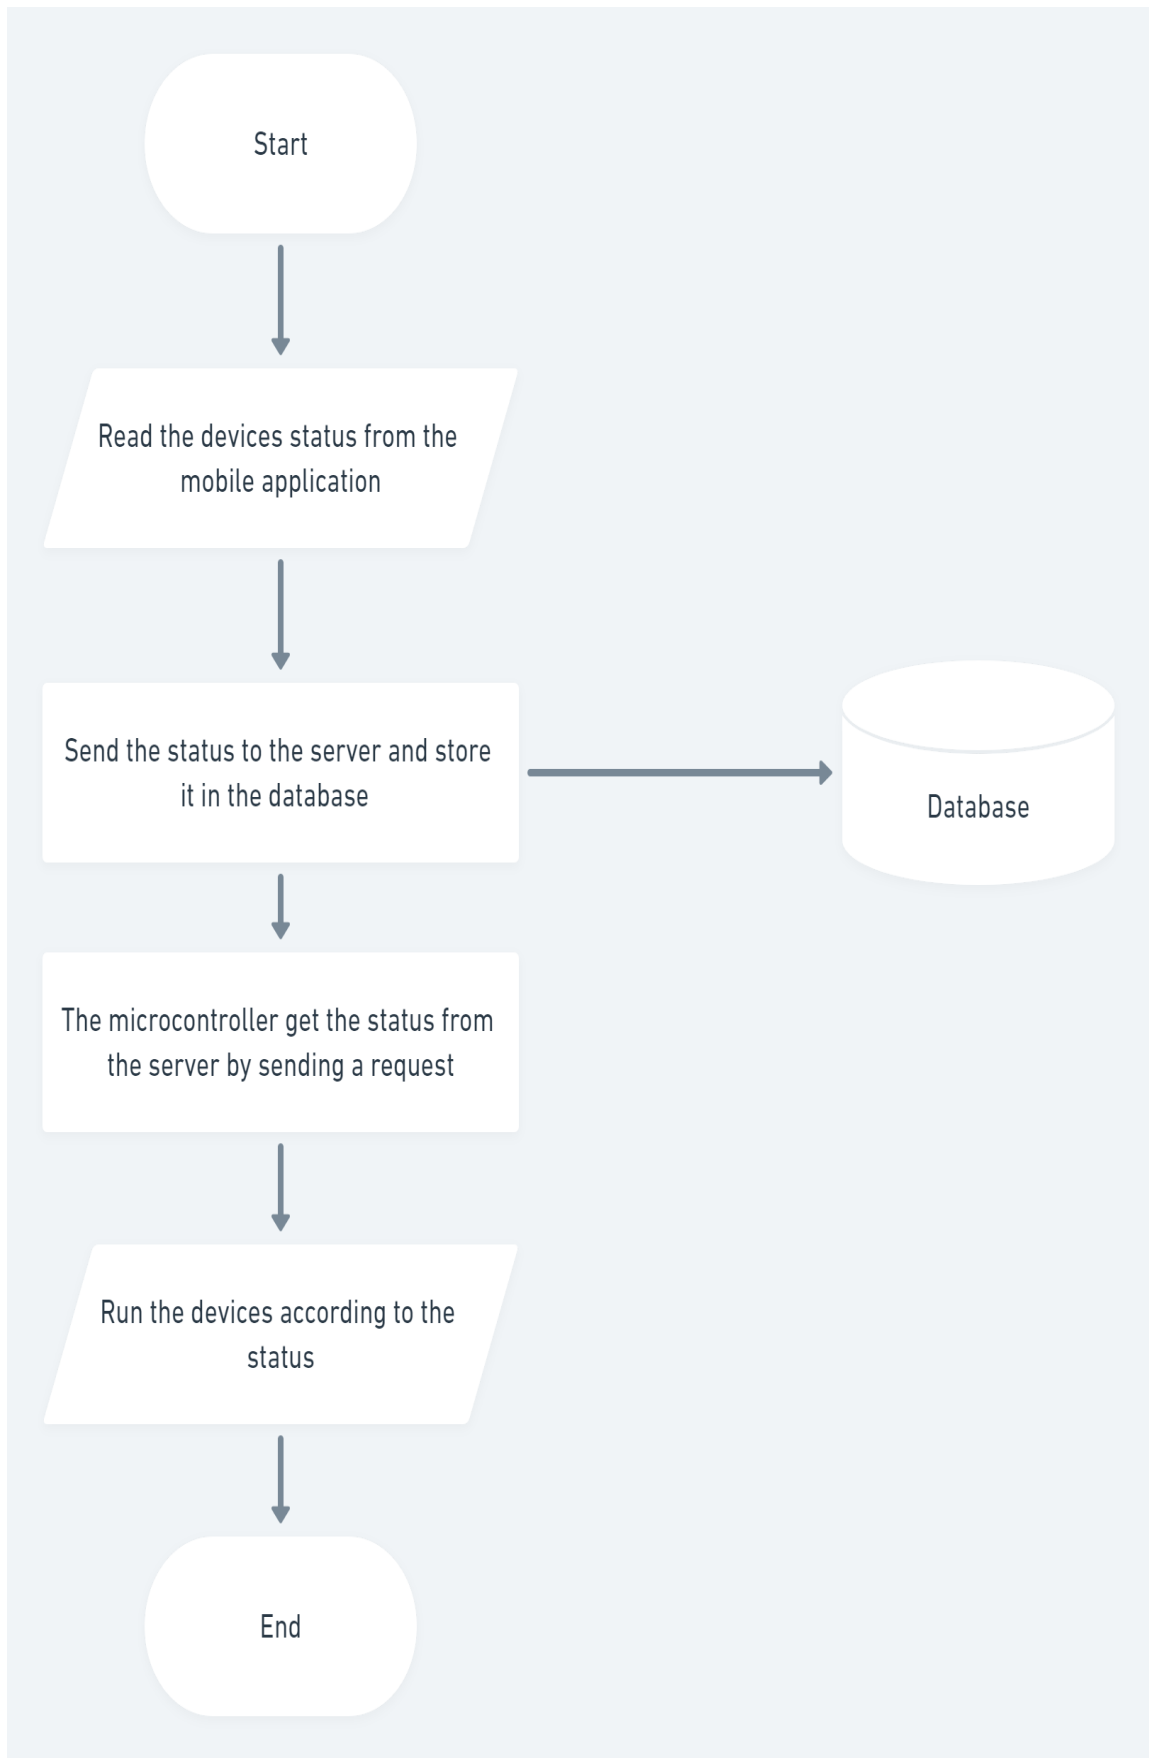 Start
Read the devices status from the
mobile application
Send the status to the server and store
it in the database
Database
The microcontroller get the status from
the server by sending a request
Run the devices according to the
status
End